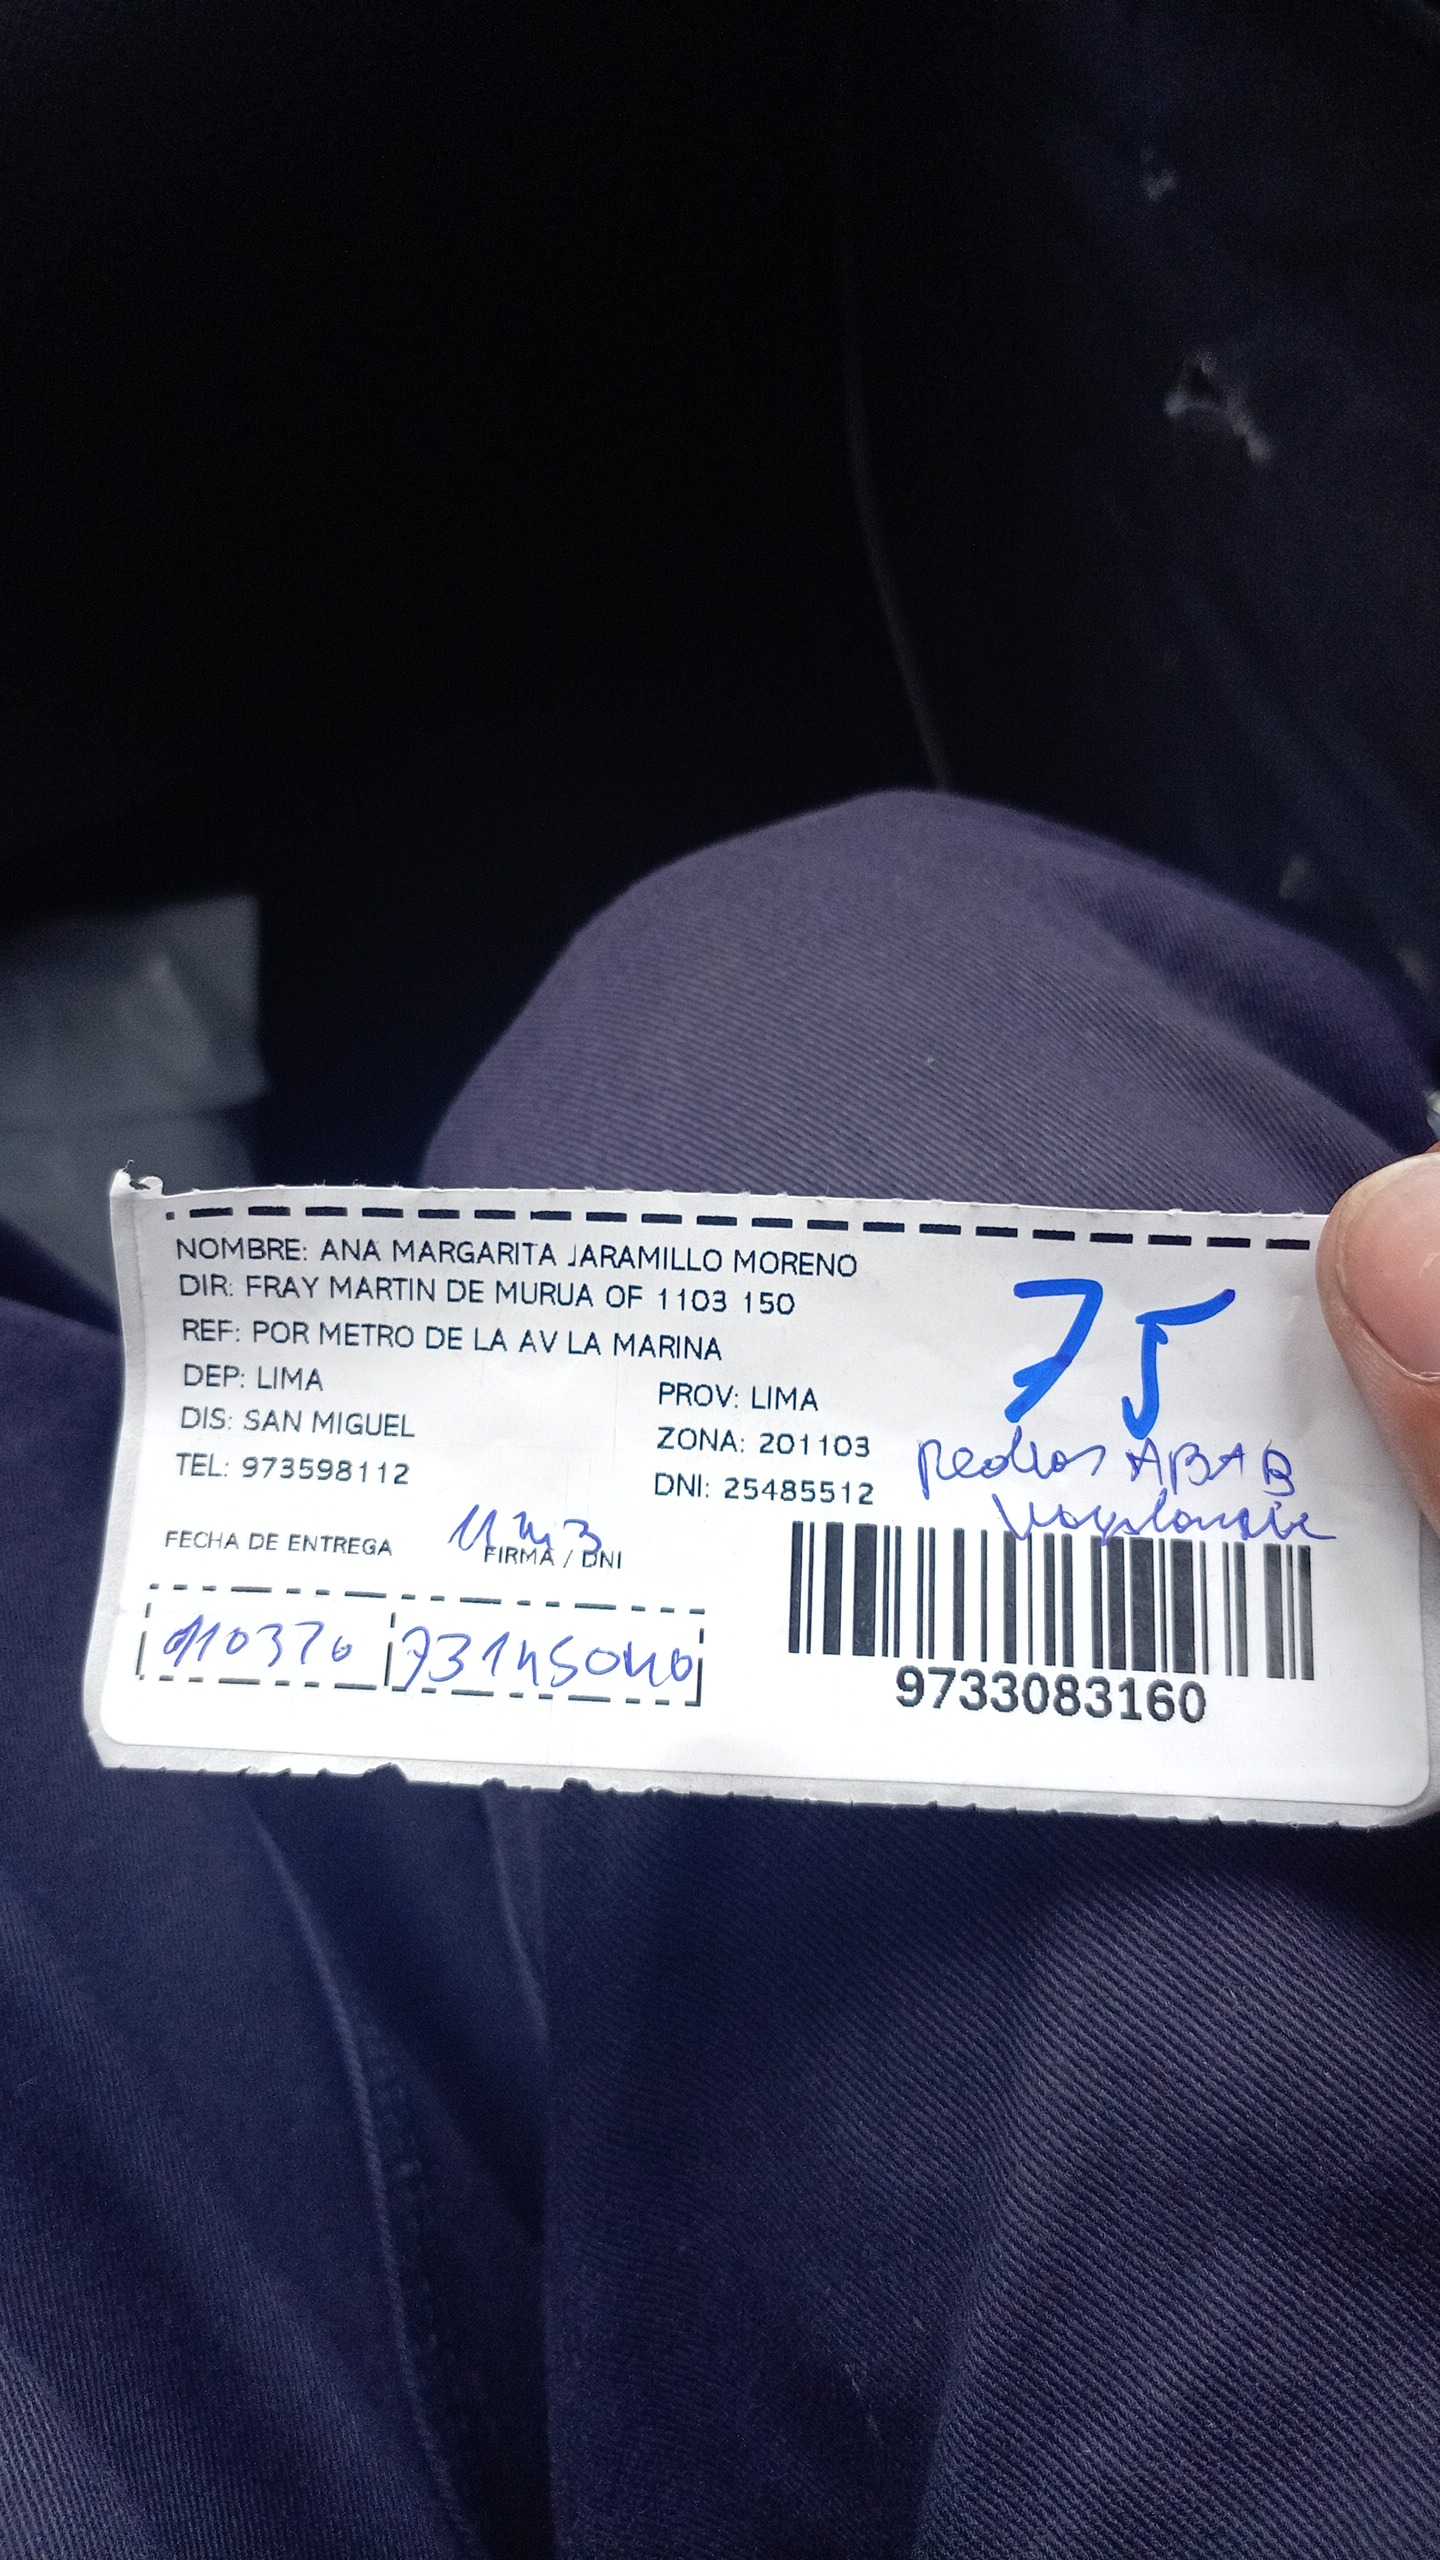 NOMBRE: ANA MARGARITA JARAMILLO MORENO
DIR: FRAY MARTIN DE MURUA OF 1103 150
REF: POR METRO DE LA AV LA MARINA
75
DEP: LIMA
PROV: LIMA
DIS: SAN MIGUEL
ZONA: 201103
TEL: 973598112
DNI: 25485512
FECHA DE ENTREGA
FIRMA / DNI
9733083160